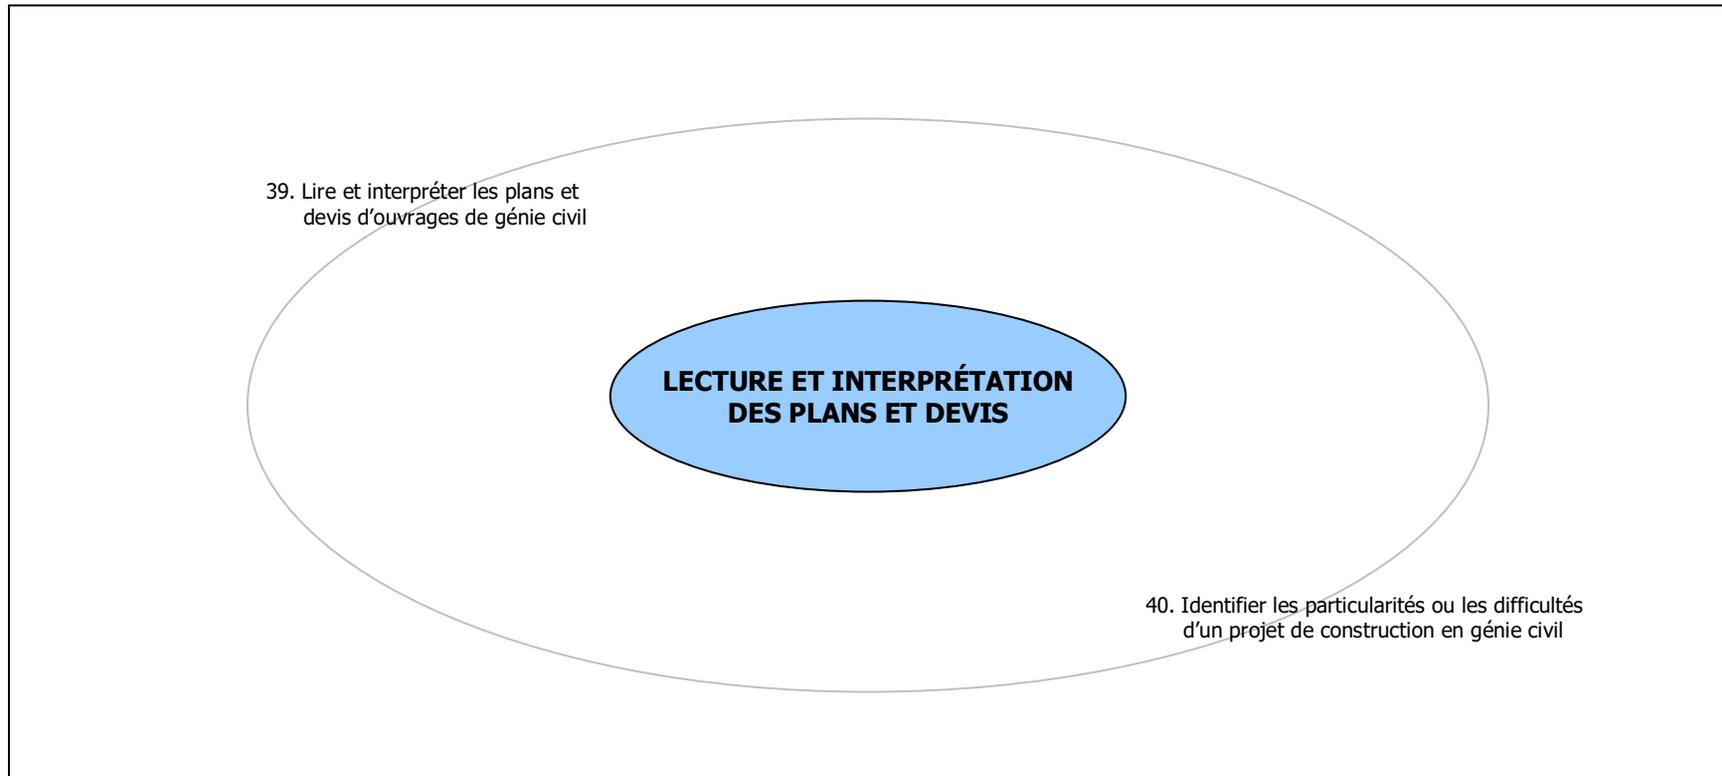 39. Lire et interpréter les plans et
devis d’ouvrages de génie civil
LECTURE ET INTERPRÉTATION
DES PLANS ET DEVIS
40. Identifier les particularités ou les difficultés
d’un projet de construction en génie civil